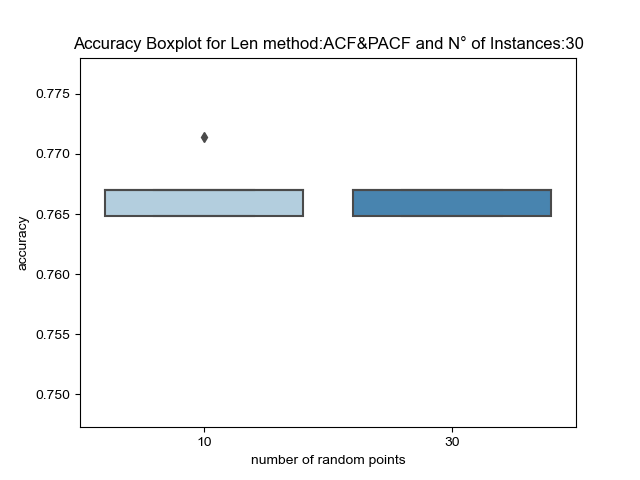 Accuracy Boxplot for Len method:ACF&PACF and N° of Instances:30
0.775
0.770
0.765
0.760
0.755
0.750
accuracy
10 30
number of random points